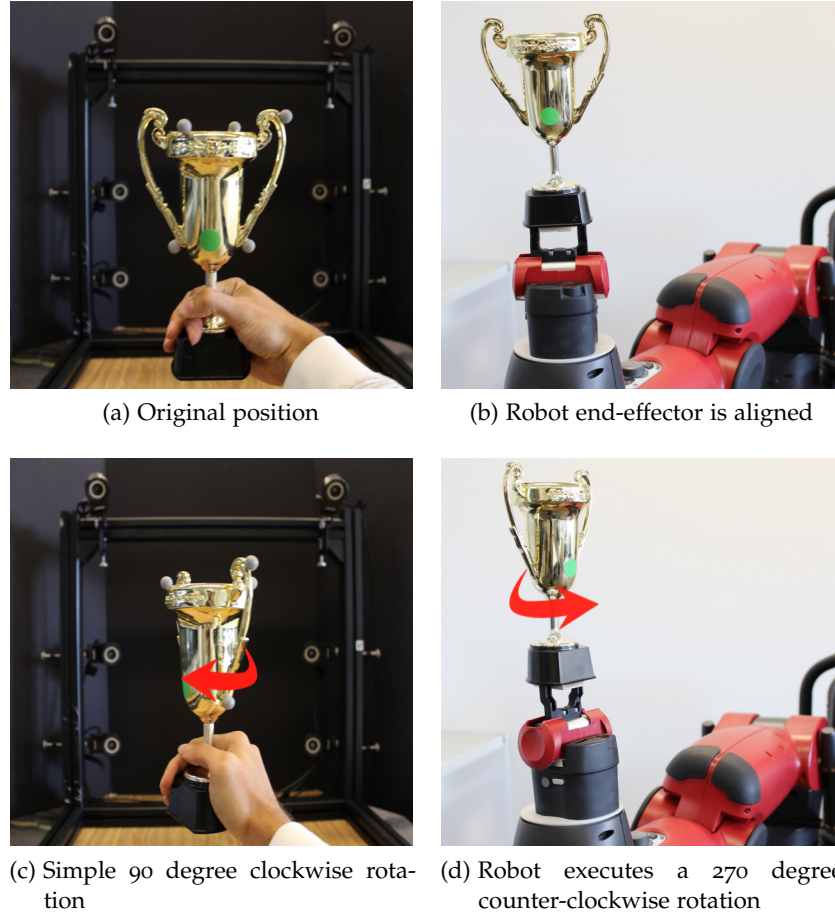 (a) Original position
(b) Robot end-effector is aligned
(c) Simple 90 degree clockwise rota-
tion
(d) Robot executes a 270 degree
counter-clockwise rotation